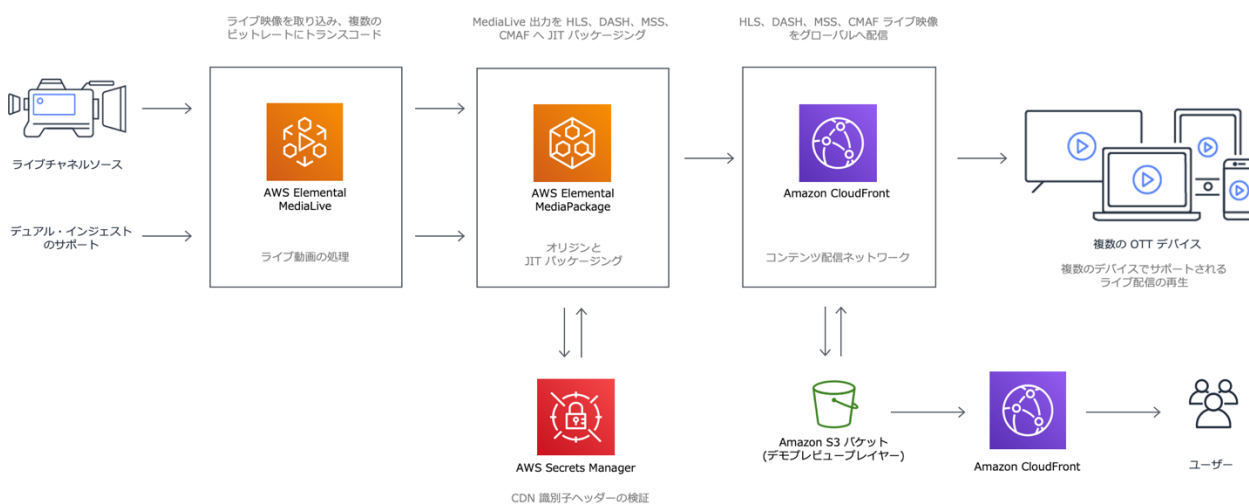 ライブ映像を取り込み、複数の
ビットレートにトランスコード
MediaLive 出力を HLS、DASH、MSS、
CMAF へ JIT パッケージング
HLS、DASH、MSS、CMAF ライブ映像
をグローバルへ配信
ライブチャネルソース
デュアル・インジェスト
のサポート
AWS Elemental
MediaLive
ライブ動画の処理
AWS Elemental
MediaPackage
オリジンと
JIT パッケージング
Amazon CloudFront
コンテンツ配信ネットワーク
複数の OTT デバイス
複数のデバイスでサポートされる
ライブ配信の再生
AWS Secrets Manager
CDN 識別子ヘッダーの検証
Amazon S3 バケット
(デモプレビュープレイヤー)
Amazon CloudFront
ユーザー